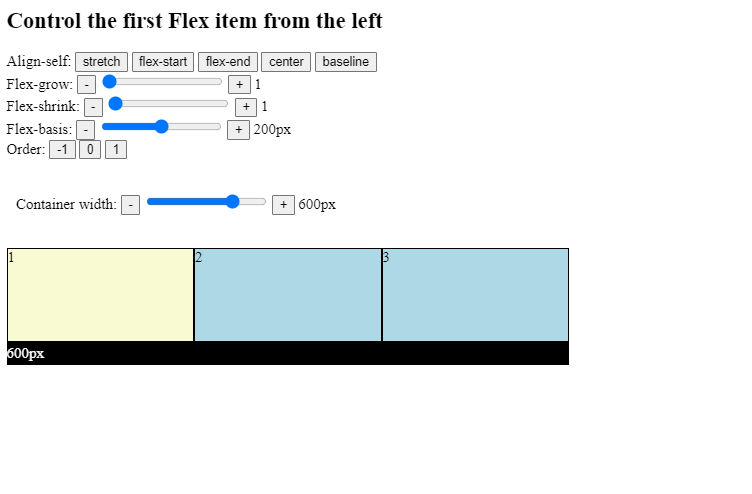 Control the first Flex item from the left
Align-self: stretch flex-start flex-end center baseline
Flex-grow: - + 1
Flex-shrink: - + 1
Flex-basis: - + 200px
Order: -1 0 1
Container width: - + 600px
1 2 3
600px